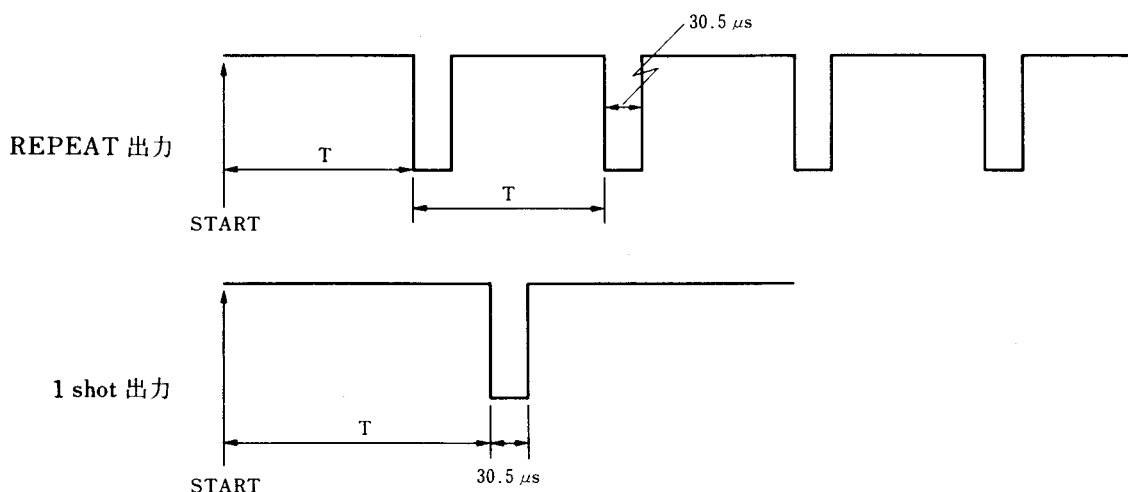 30.5 μs
REPEAT 出力
T
T
START
1 shot 出力
T
30.5 μs
START